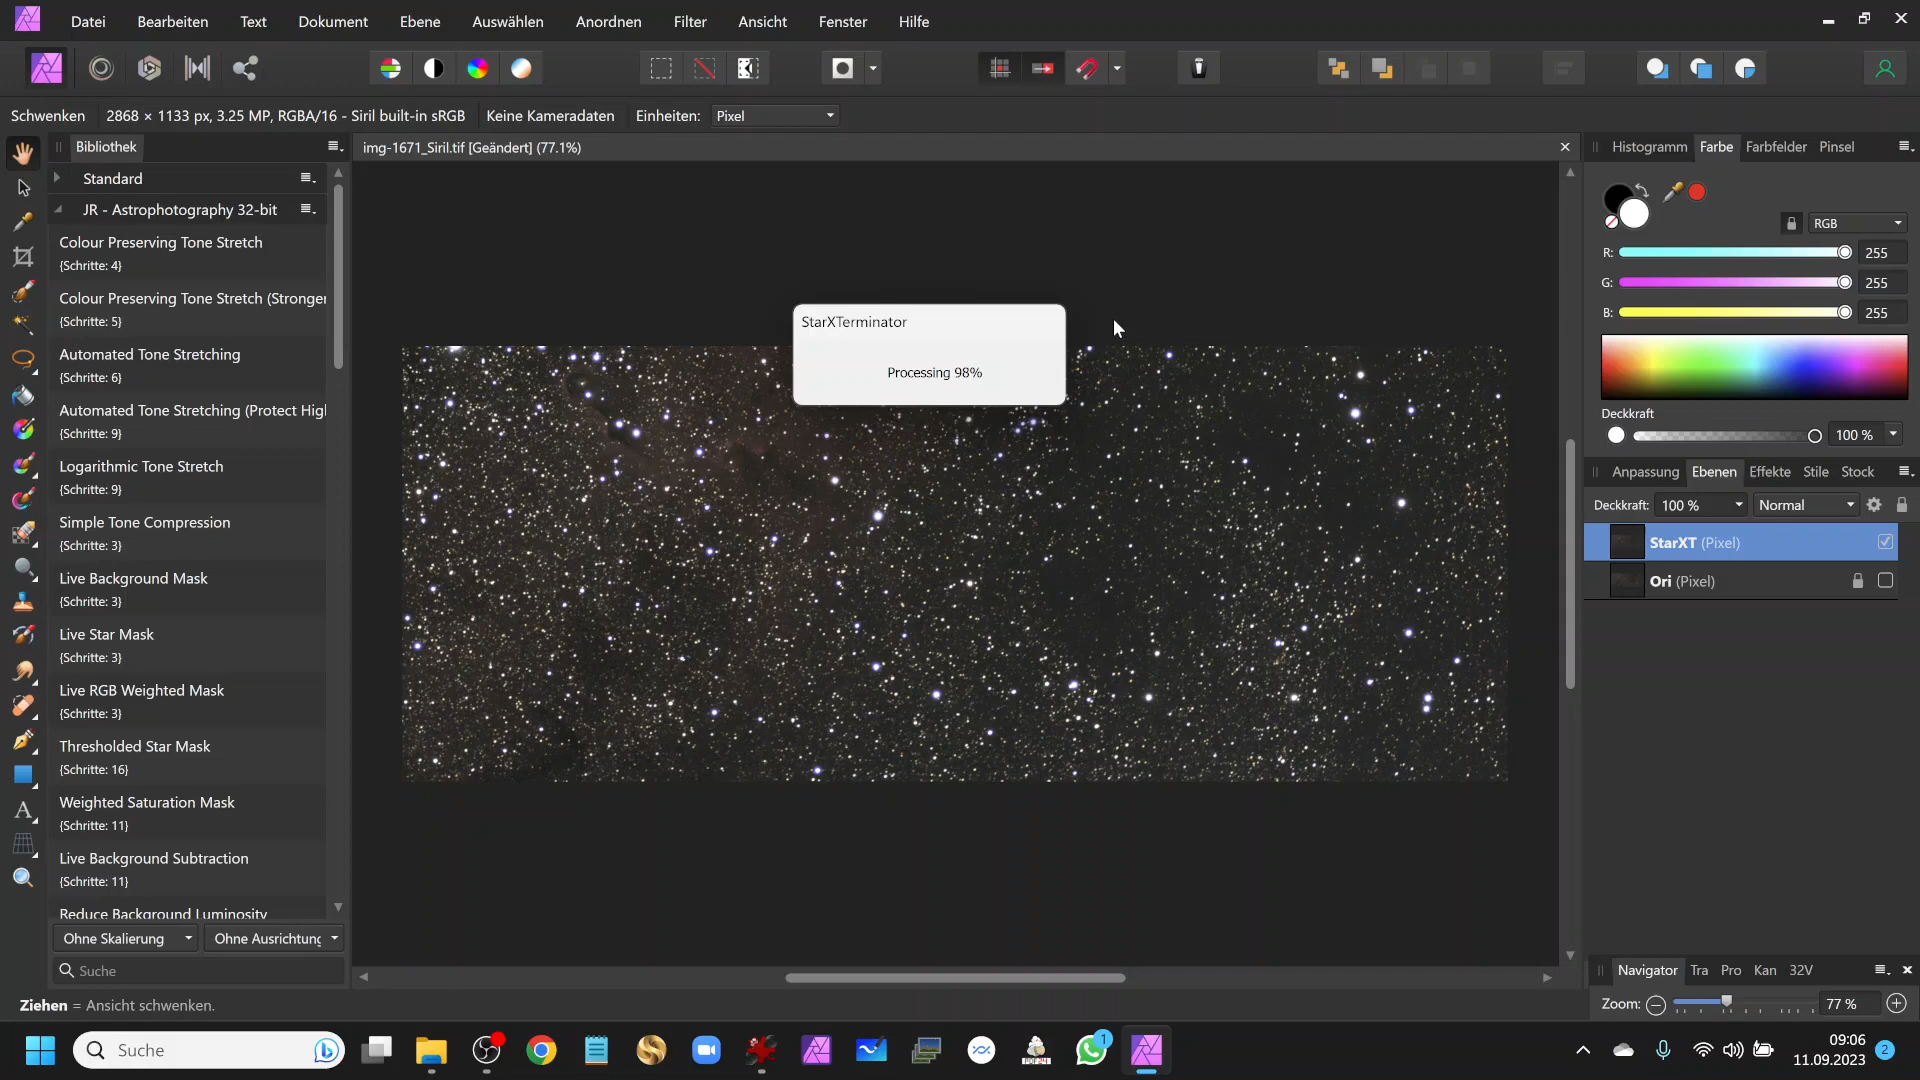 Datei Bearbeiten Text Dokument Ebene Auswählen Anordnen Filter Ansicht Fenster Hilfe
Schwenken 2868 × 1133 px, 3.25 MP, RGBA/16 - Siril built-in sRGB Keine Kameradaten Einheiten: Pixel
Bibliothek
img-1671_Siril.tif [Geändert] (77.1%)
Histogramm Farbe Farbfelder Pinsel
Standard
JR - Astrophotography 32-bit
Colour Preserving Tone Stretch
{Schritte: 4}
Colour Preserving Tone Stretch (Stronger
{Schritte: 5}
Automated Tone Stretching
{Schritte: 6}
Automated Tone Stretching (Protect High
{Schritte: 9}
Logarithmic Tone Stretch
{Schritte: 9}
Simple Tone Compression
{Schritte: 3}
Live Background Mask
{Schritte: 3}
Live Star Mask
{Schritte: 3}
Live RGB Weighted Mask
{Schritte: 3}
Thresholded Star Mask
{Schritte: 16}
Weighted Saturation Mask
{Schritte: 11}
Live Background Subtraction
{Schritte: 11}
Reduce Background Luminosity
Ohne Skalierung Ohne Ausrichtung
Suche
StarXTerminator
Processing 98%
RGB
R: 255
G: 255
B: 255
Deckkraft
100 %
Anpassung Ebenen Effekte Stile Stock
Deckkraft: 100 % Normal
StarXT (Pixel)
Ori (Pixel)
Navigator Tra Pro Kan 32V
Zoom: 77 %
Ziehen = Ansicht schwenken.
Suche
PDF24
1
09:06
11.09.2023
2